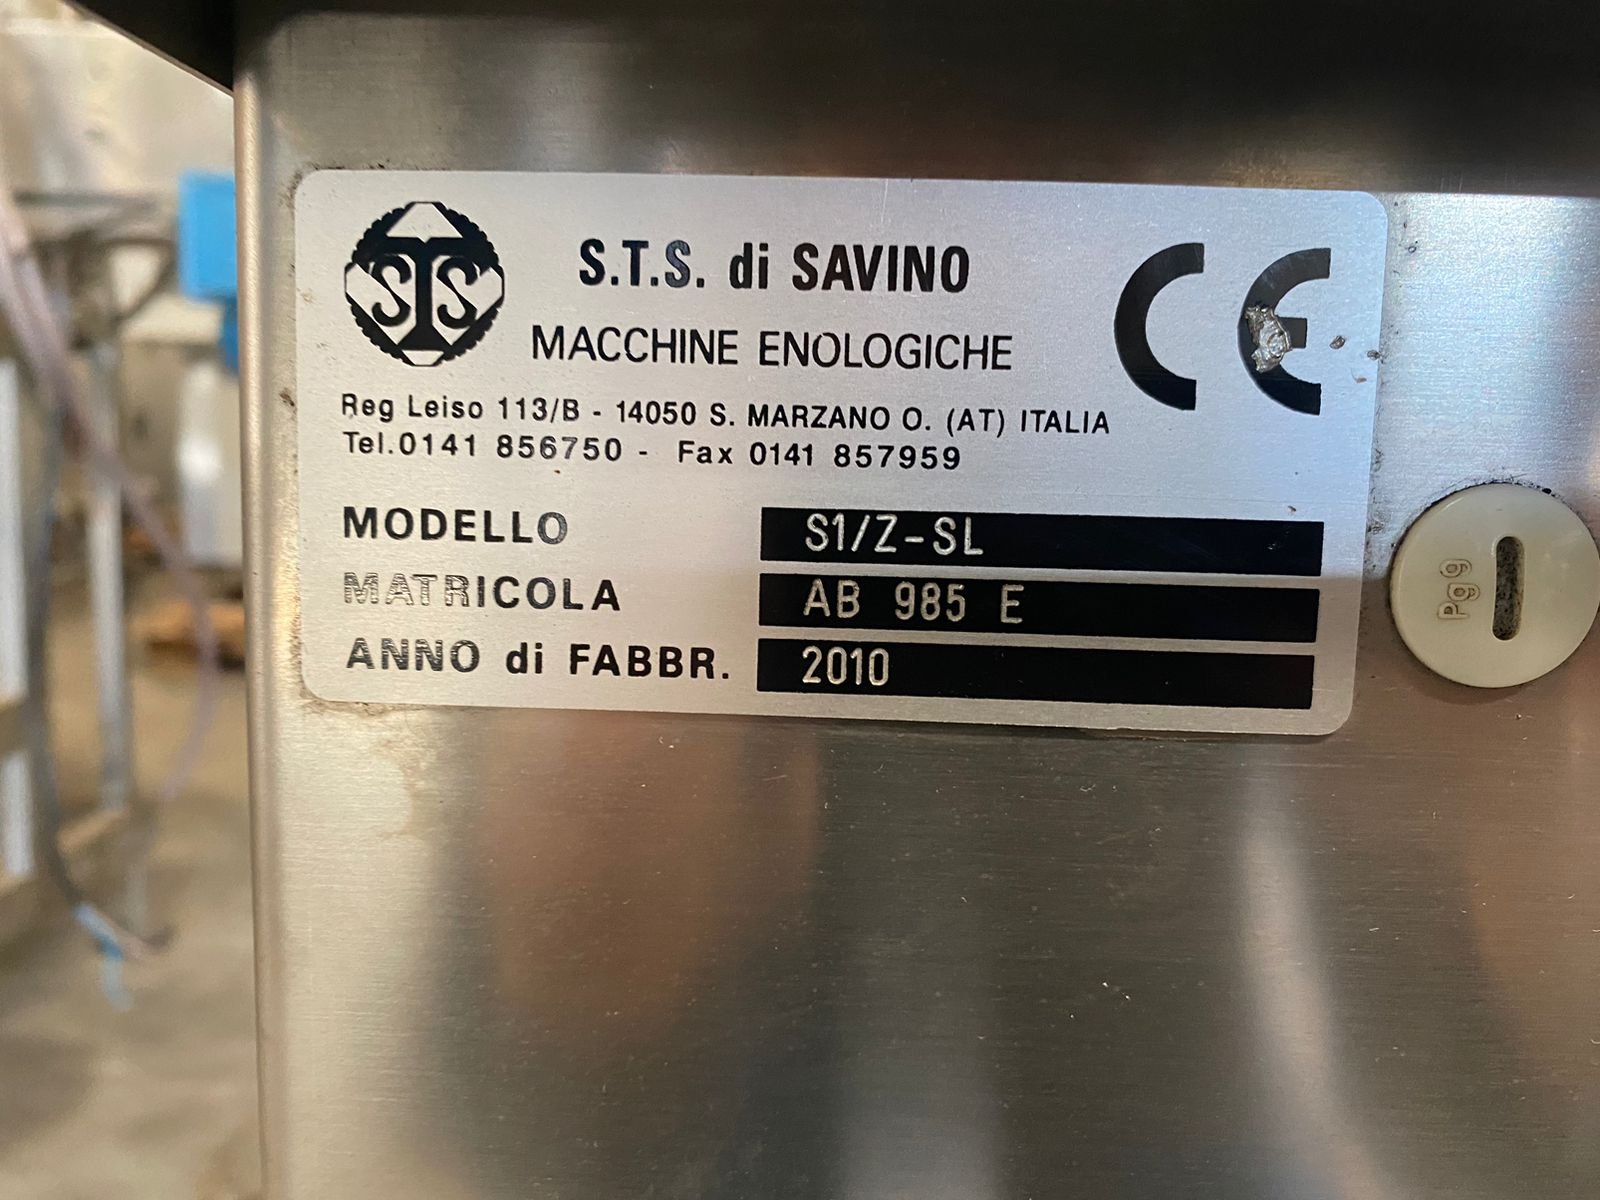 STS
S.T.S. di SAVINO
MACCHINE ENOLOGICHE
CE
Reg Leiso 113/B - 14050 S. MARZANO O. (AT) ITALIA
Tel.0141 856750 - Fax 0141 857959
MODELLO S1/Z-SL
MATRICOLA AB 985 E
ANNO di FABBR. 2010
Pg9